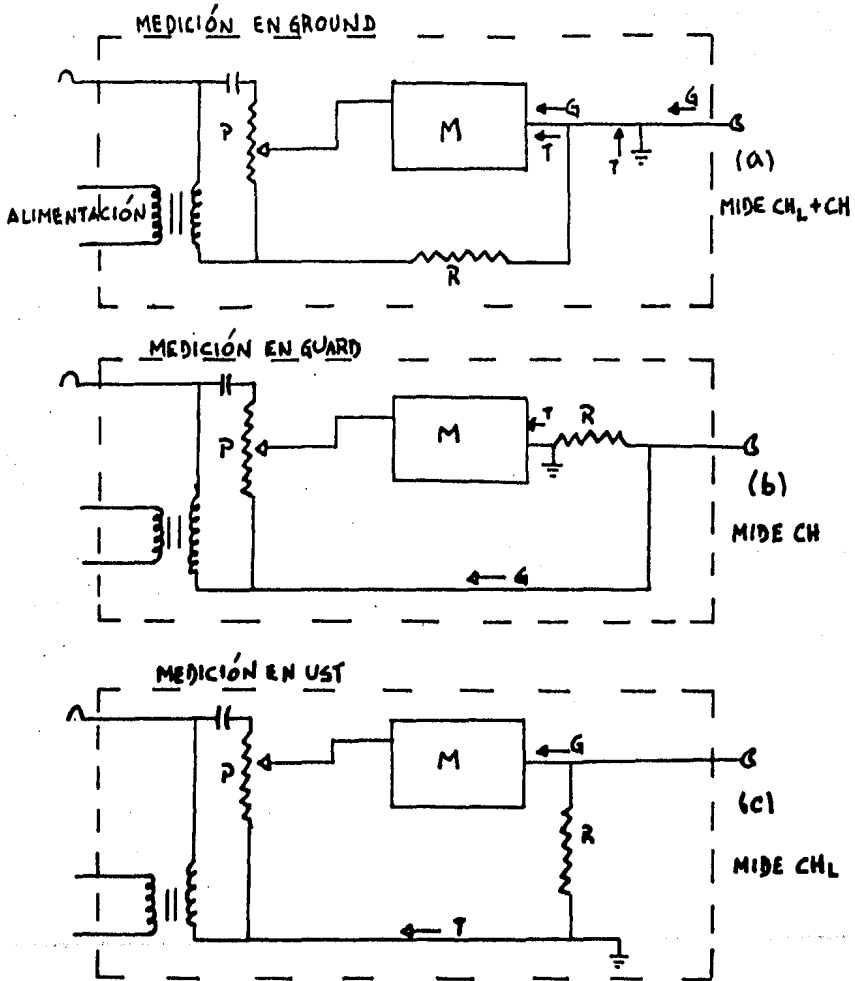 MEDICIÓN EN GROUND
P
M
G
G
T
T
(a)
ALIMENTACIÓN
MIDE CHL + CH
R
MEDICIÓN EN GUARD
P
M
T
R
(b)
MIDE CH
G
MEDICIÓN EN UST
P
M
G
(c)
R
MIDE CHL
T